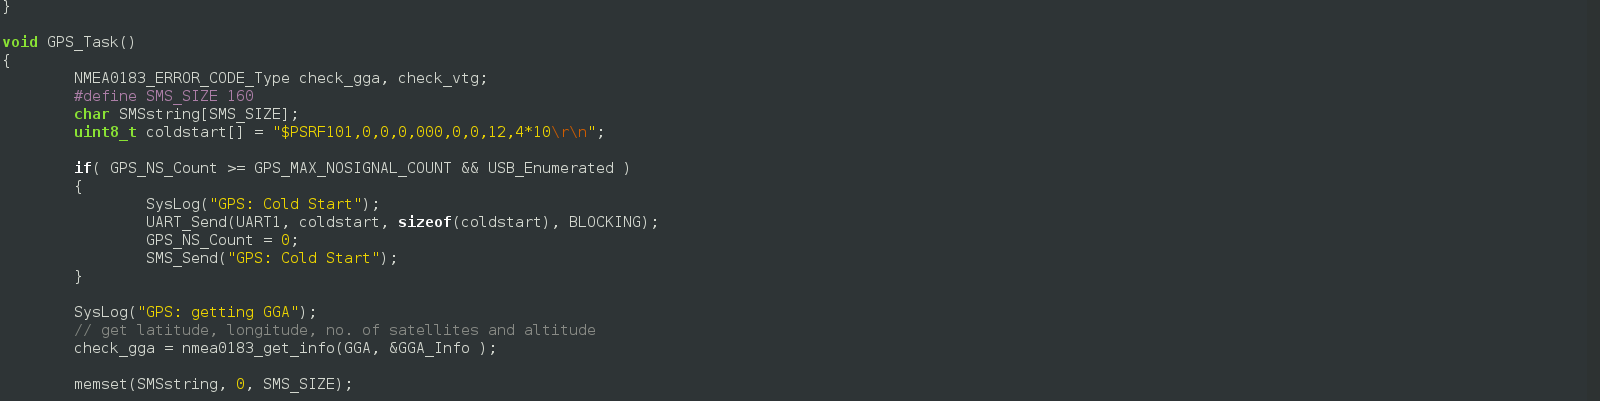 }
void GPS_Task()
{
NMEA0183_ERROR_CODE_Type check_gga, check_vtg;
#define SMS_SIZE 160
char SMSstring[SMS_SIZE];
uint8_t coldstart[] = "$PSRF101,0,0,0,000,0,0,12,4*10\r\n";
if( GPS_NS_Count >= GPS_MAX_NOSIGNAL_COUNT && USB_Enumerated )
{
SysLog("GPS: Cold Start");
UART_Send(UART1, coldstart, sizeof(coldstart), BLOCKING);
GPS_NS_Count = 0;
SMS_Send("GPS: Cold Start");
}
SysLog("GPS: getting GGA");
// get latitude, longitude, no. of satellites and altitude
check_gga = nmea0183_get_info(GGA, &GGA_Info );
memset(SMSstring, 0, SMS_SIZE);